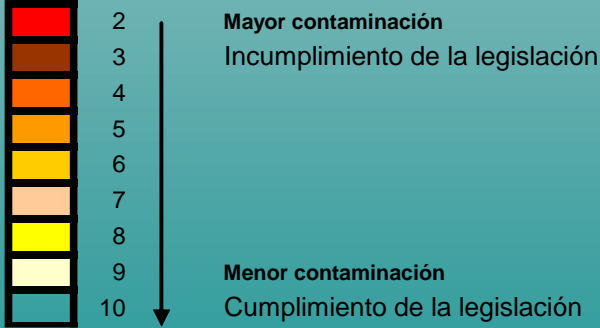 2 Mayor contaminación
3 Incumplimiento de la legislación
4
5
6
7
8
9 Menor contaminación
10 Cumplimiento de la legislación